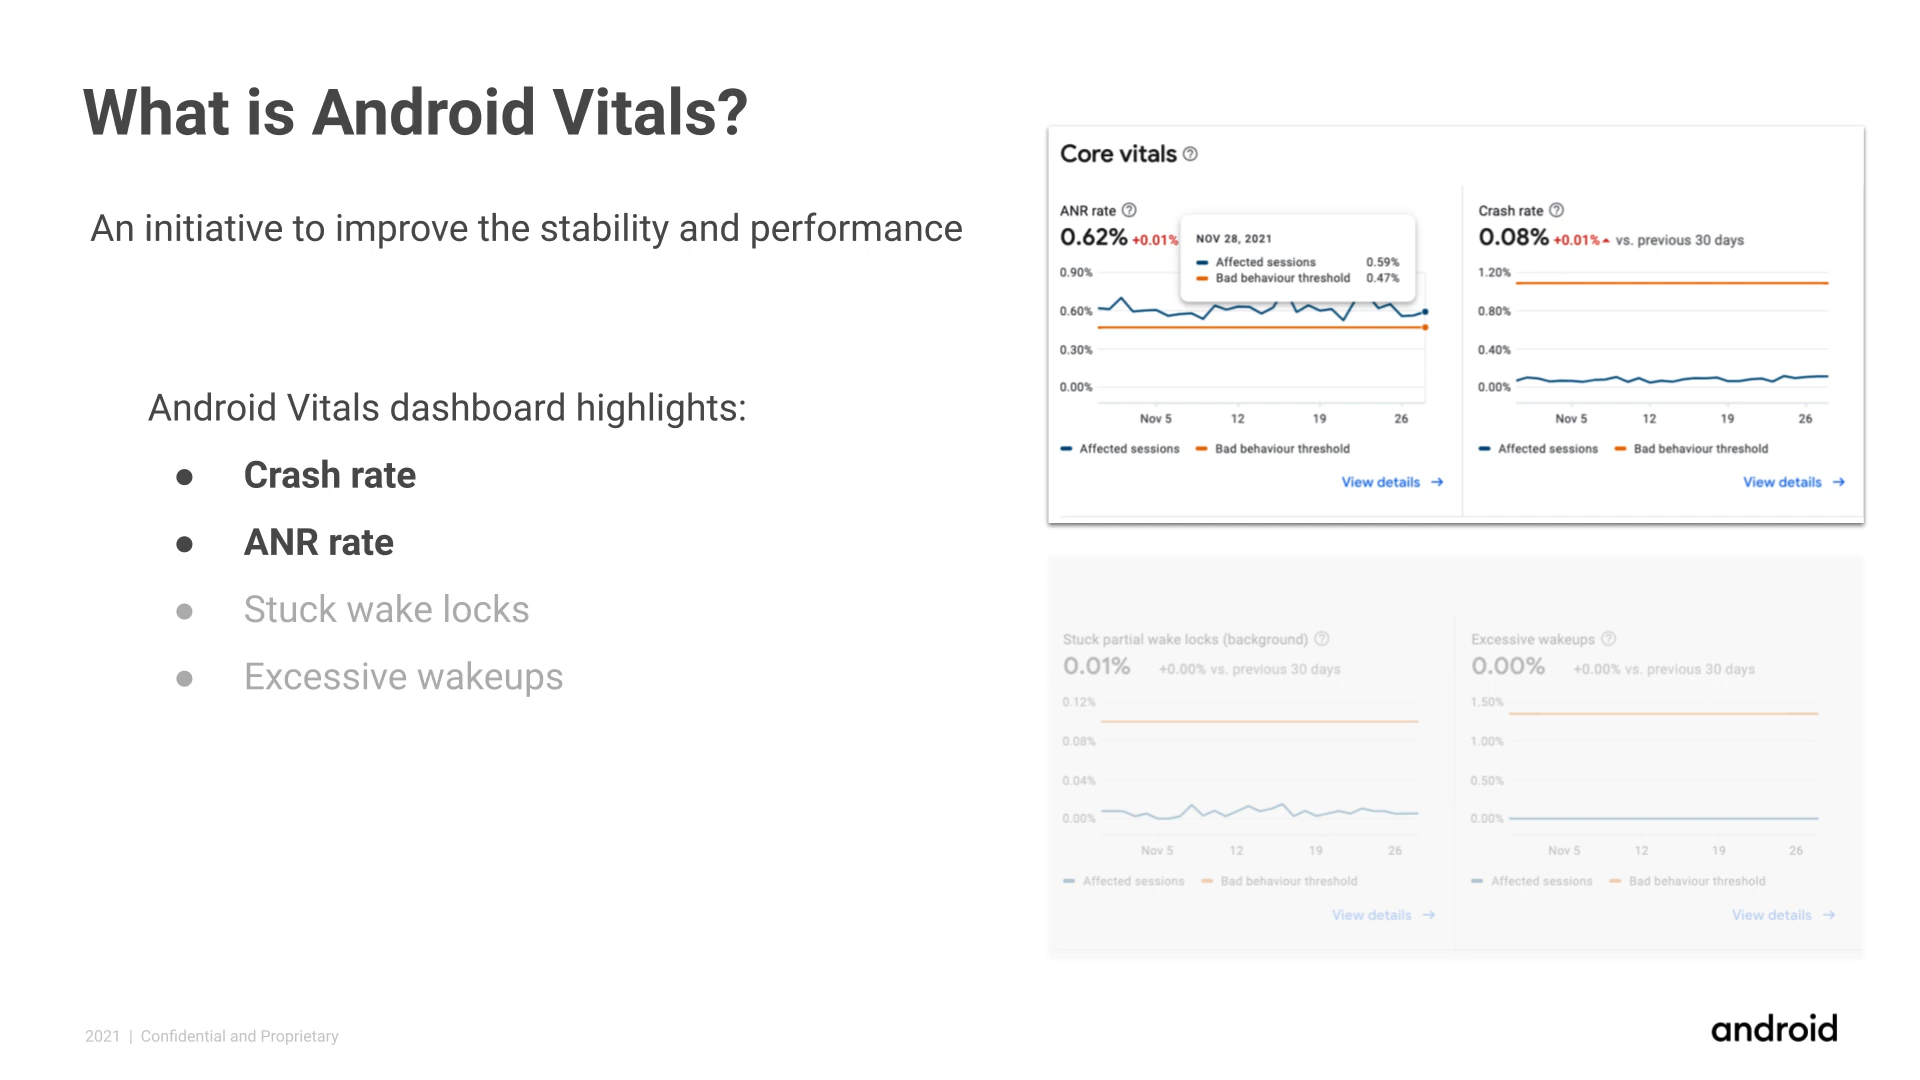 What is Android Vitals?
An initiative to improve the stability and performance
Android Vitals dashboard highlights:
● Crash rate
● ANR rate
● Stuck wake locks
● Excessive wakeups
Core vitals
ANR rate
0.62% +0.01%
NOV 28, 2021
Affected sessions 0.59%
Bad behaviour threshold 0.47%
0.90%
0.60%
0.30%
0.00%
Nov 5 12 19 26
Affected sessions Bad behaviour threshold
View details →
Crash rate
0.08% +0.01% vs. previous 30 days
1.20%
0.80%
0.40%
0.00%
Nov 5 12 19 26
Affected sessions Bad behaviour threshold
View details →
Stuck partial wake locks (background)
0.01% +0.00% vs. previous 30 days
0.12%
0.08%
0.04%
0.00%
Nov 5 12 19 26
Affected sessions Bad behaviour threshold
View details →
Excessive wakeups
0.00% +0.00% vs. previous 30 days
1.50%
1.00%
0.50%
0.00%
Nov 5 12 19 26
Affected sessions Bad behaviour threshold
View details →
2021 | Confidential and Proprietary
android